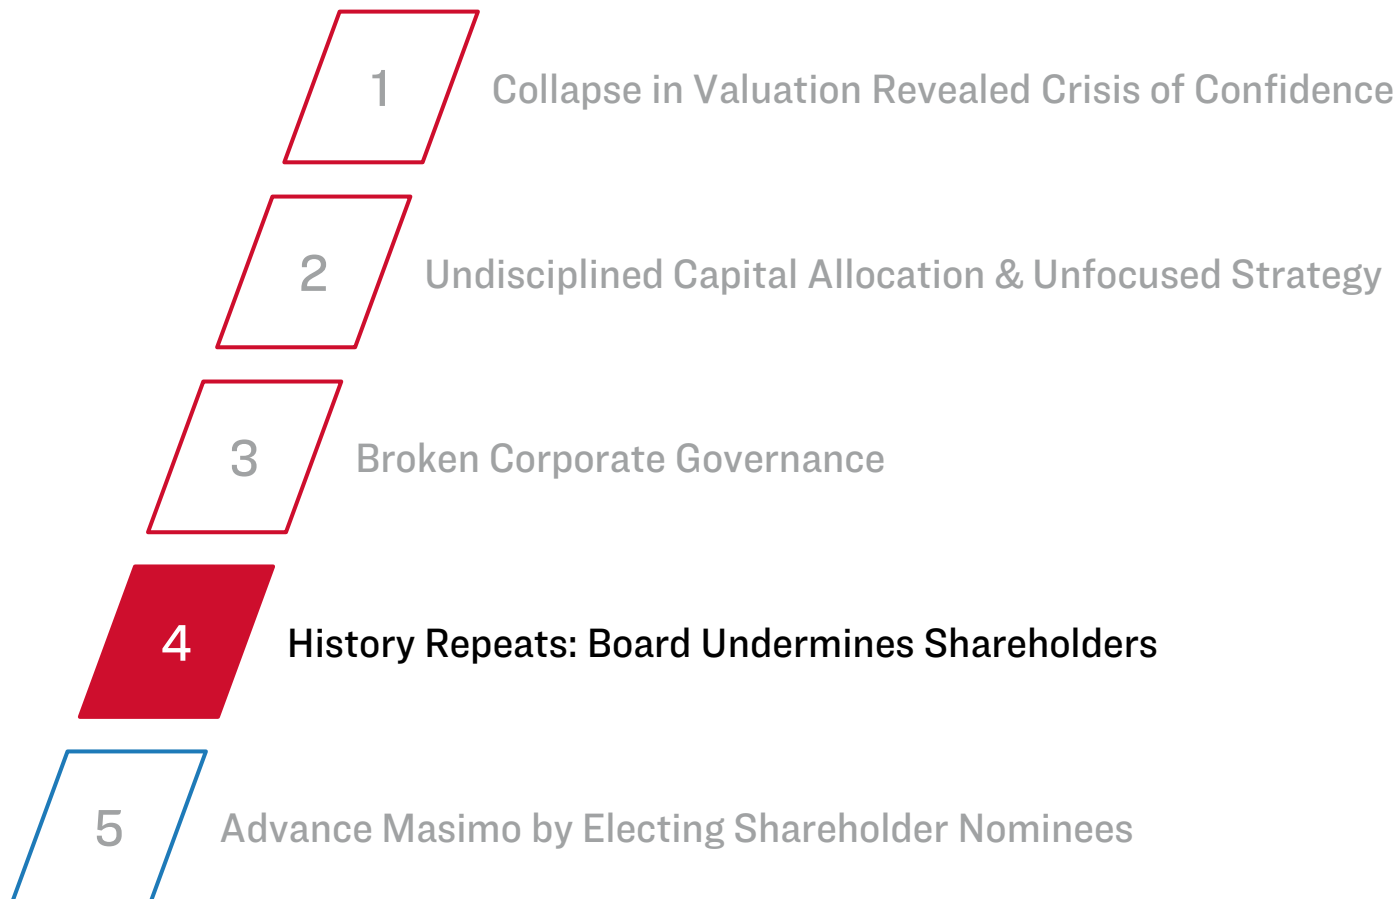 1 Collapse in Valuation Revealed Crisis of Confidence
2 Undisciplined Capital Allocation & Unfocused Strategy
3 Broken Corporate Governance
4 History Repeats: Board Undermines Shareholders
5 Advance Masimo by Electing Shareholder Nominees